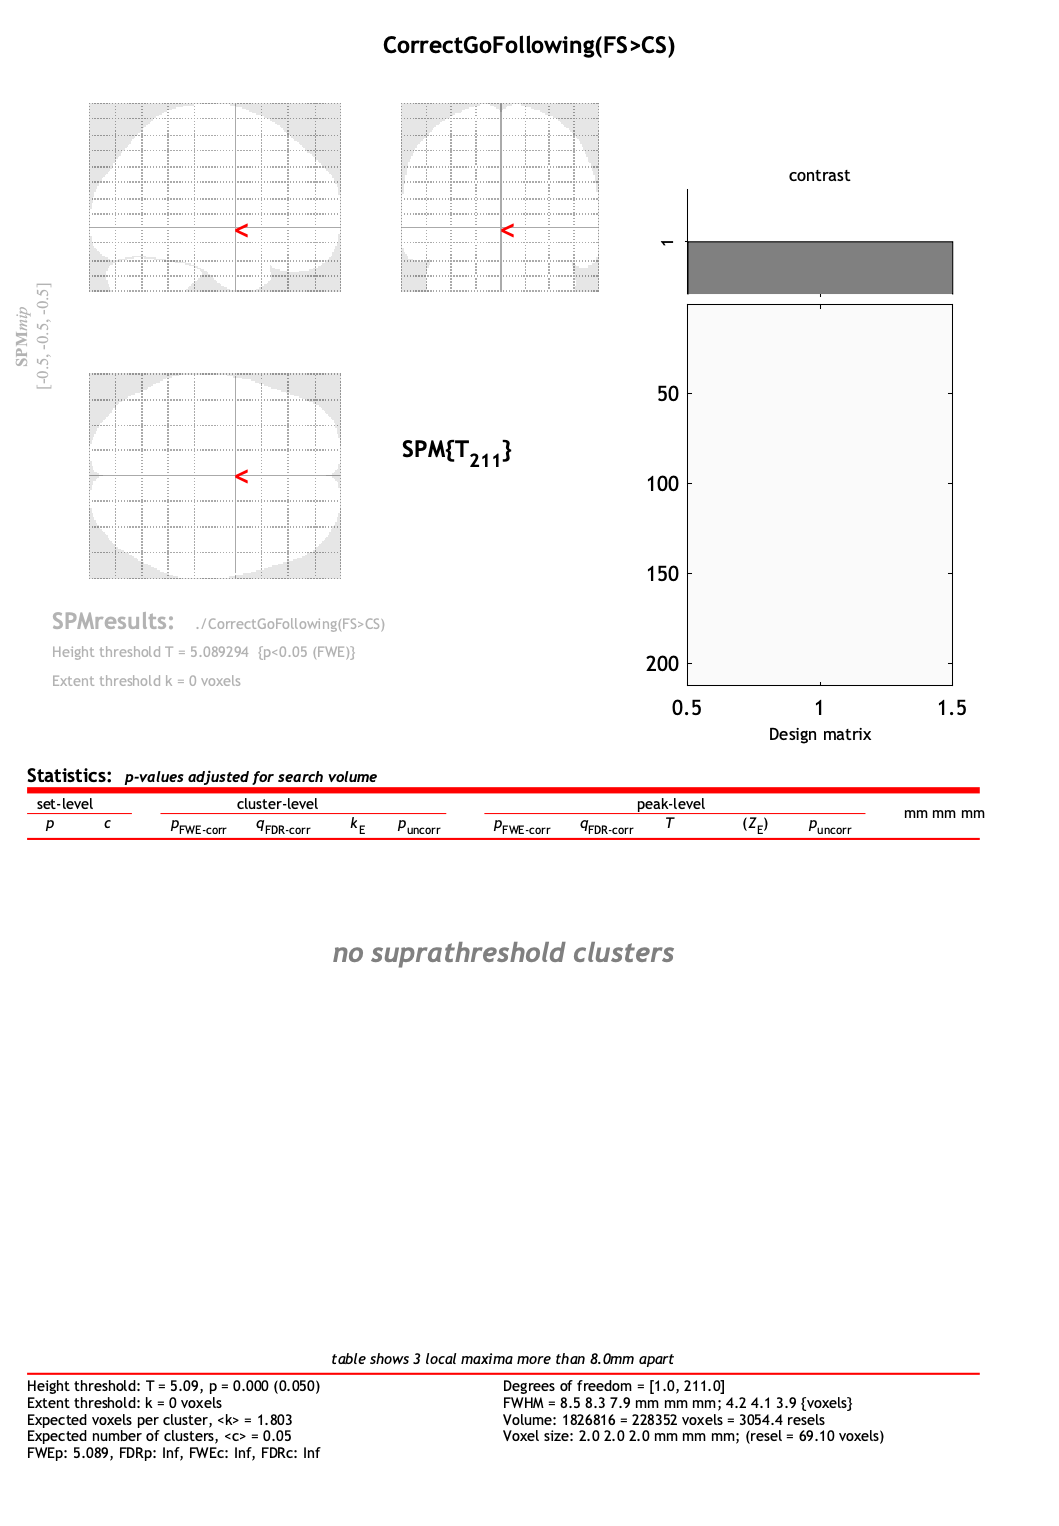 CorrectGoFollowing(FS>CS)
contrast
1
SPMmip
[-0.5, -0.5, -0.5]
<
<
<
SPM{T211}
50
100
150
200
0.5 1 1.5
Design matrix
SPMresults: ./CorrectGoFollowing(FS>CS)
Height threshold T = 5.089294 {p<0.05 (FWE)}
Extent threshold k = 0 voxels
Statistics: p-values adjusted for search volume
set-level cluster-level peak-level mm mm mm
p c pFWE-corr qFDR-corr kE puncorr pFWE-corr qFDR-corr T (ZE) puncorr
no suprathreshold clusters
table shows 3 local maxima more than 8.0mm apart
Height threshold: T = 5.09, p = 0.000 (0.050)
Extent threshold: k = 0 voxels
Expected voxels per cluster, <k> = 1.803
Expected number of clusters, <c> = 0.05
FWEp: 5.089, FDRp: Inf, FWEc: Inf, FDRc: Inf
Degrees of freedom = [1.0, 211.0]
FWHM = 8.5 8.3 7.9 mm mm mm; 4.2 4.1 3.9 {voxels}
Volume: 1826816 = 228352 voxels = 3054.4 resels
Voxel size: 2.0 2.0 2.0 mm mm mm; (resel = 69.10 voxels)